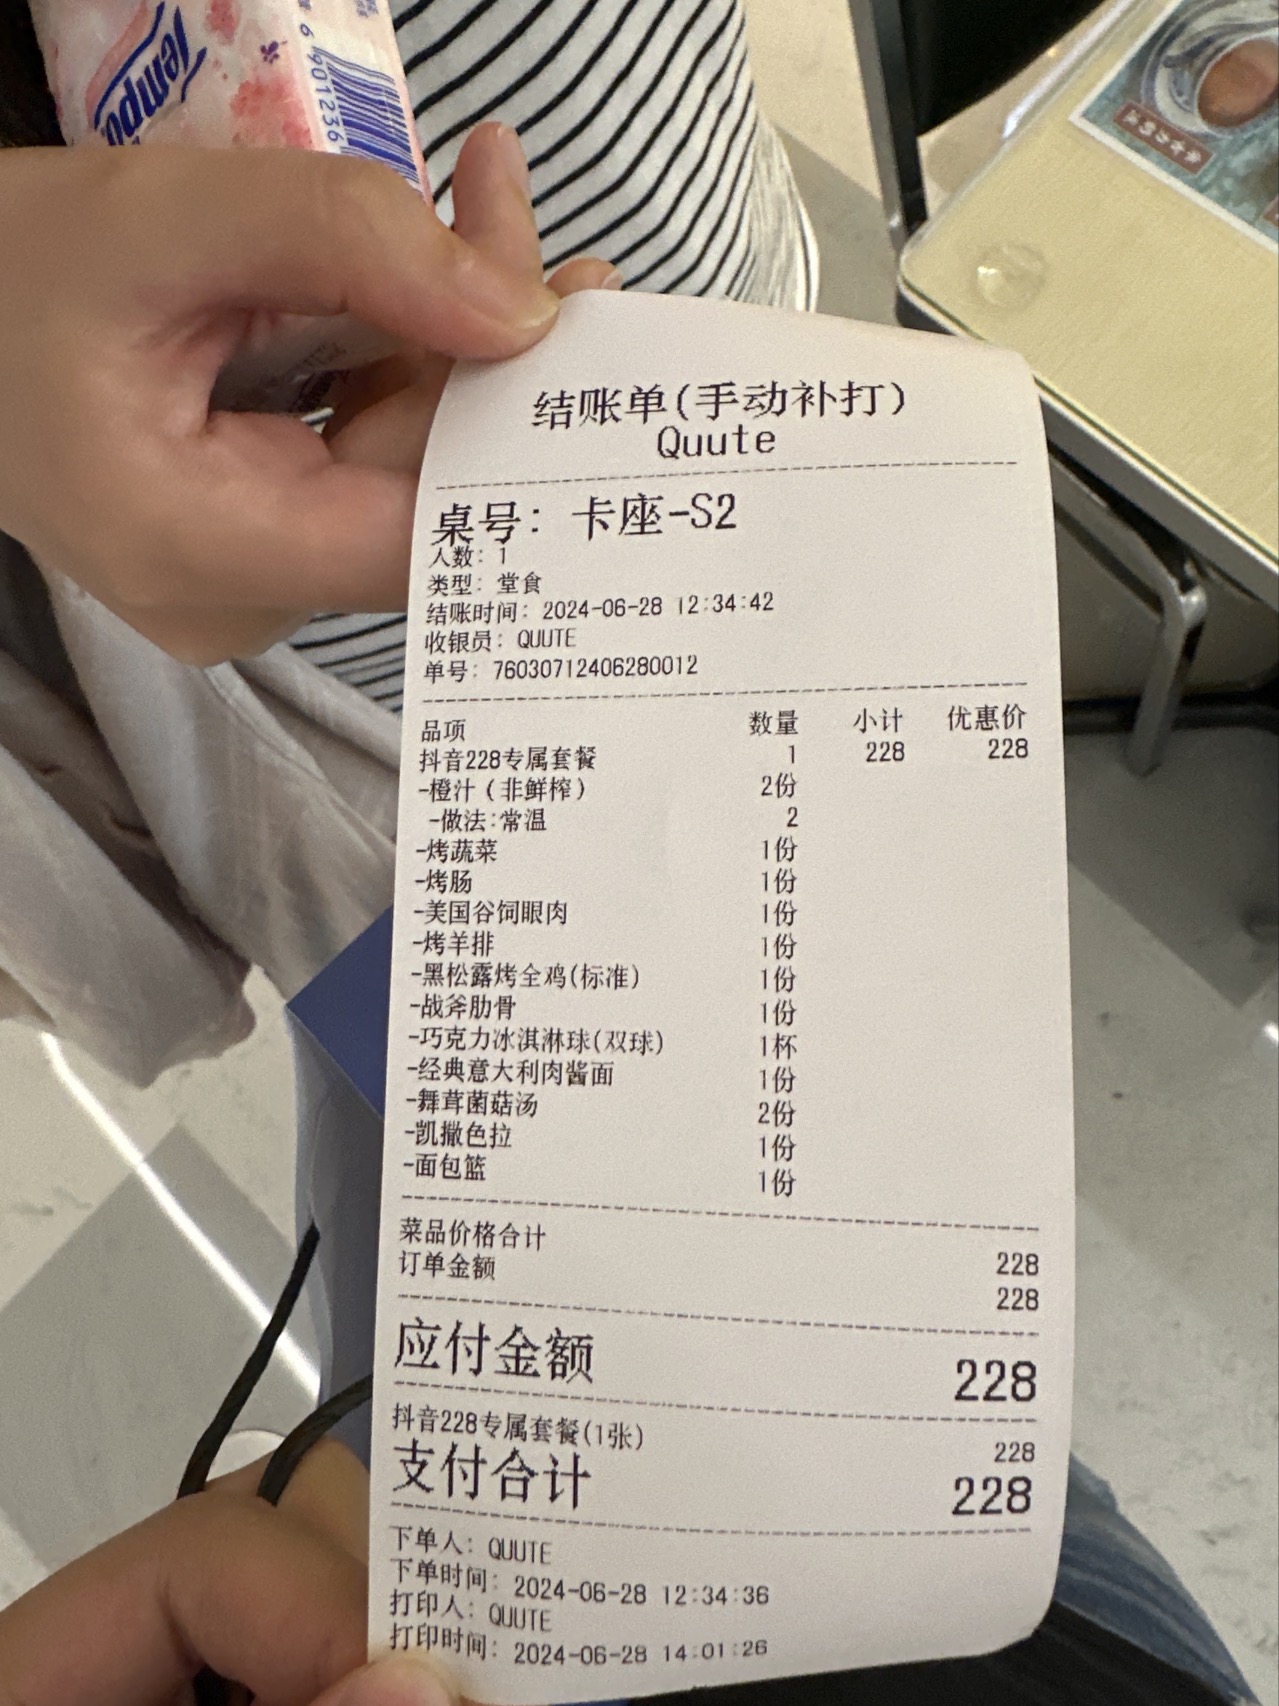 Tempo
6 901236
结账单(手动补打)
Quute
桌号: 卡座-S2
人数: 1
类型: 堂食
结账时间: 2024-06-28 12:34:42
收银员: QUUTE
单号: 76030712406280012
品项 数量 小计 优惠价
抖音228专属套餐 1 228 228
-橙汁(非鲜榨) 2份
-做法:常温 2
-烤蔬菜 1份
-烤肠 1份
-美国谷饲眼肉 1份
-烤羊排 1份
-黑松露烤全鸡(标准) 1份
-战斧肋骨 1份
-巧克力冰淇淋球(双球) 1杯
-经典意大利肉酱面 1份
-舞茸菌菇汤 2份
-凯撒色拉 1份
-面包篮 1份
菜品价格合计 228
订单金额 228
应付金额 228
抖音228专属套餐(1张) 228
支付合计 228
下单人: QUUTE
下单时间: 2024-06-28 12:34:36
打印人: QUUTE
打印时间: 2024-06-28 14:01:26